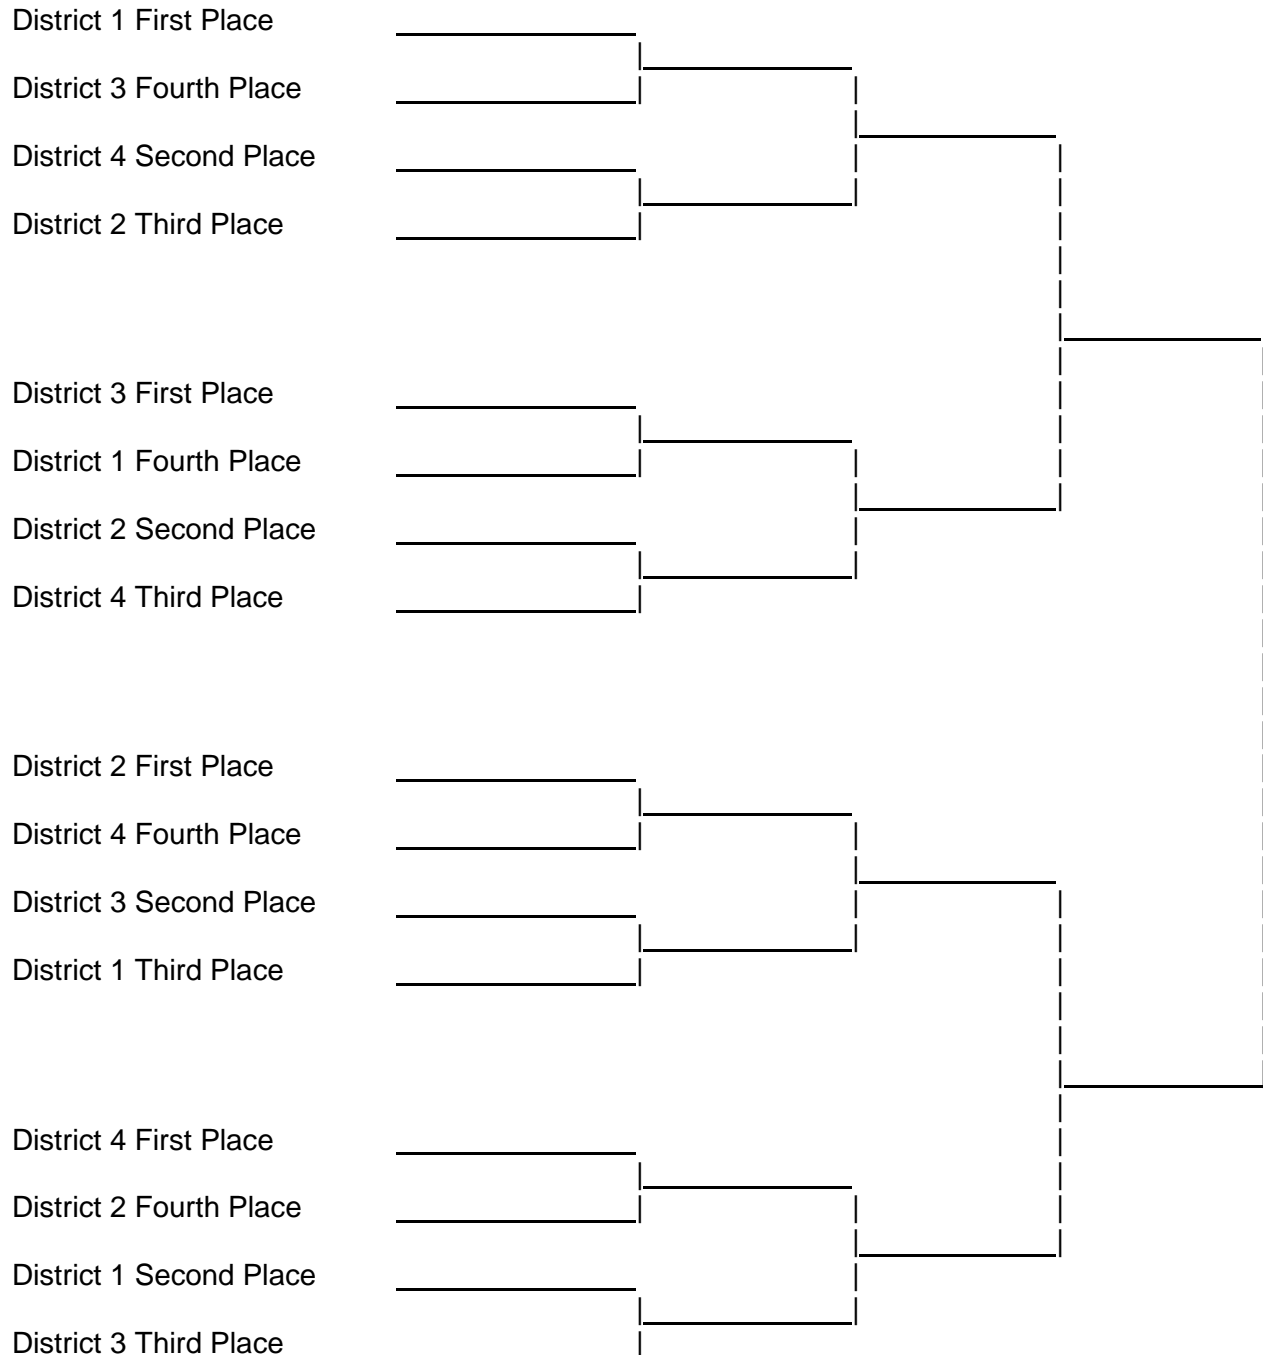 District 1 First Place
District 3 Fourth Place
District 4 Second Place
District 2 Third Place
District 3 First Place
District 1 Fourth Place
District 2 Second Place
District 4 Third Place
District 2 First Place
District 4 Fourth Place
District 3 Second Place
District 1 Third Place
District 4 First Place
District 2 Fourth Place
District 1 Second Place
District 3 Third Place